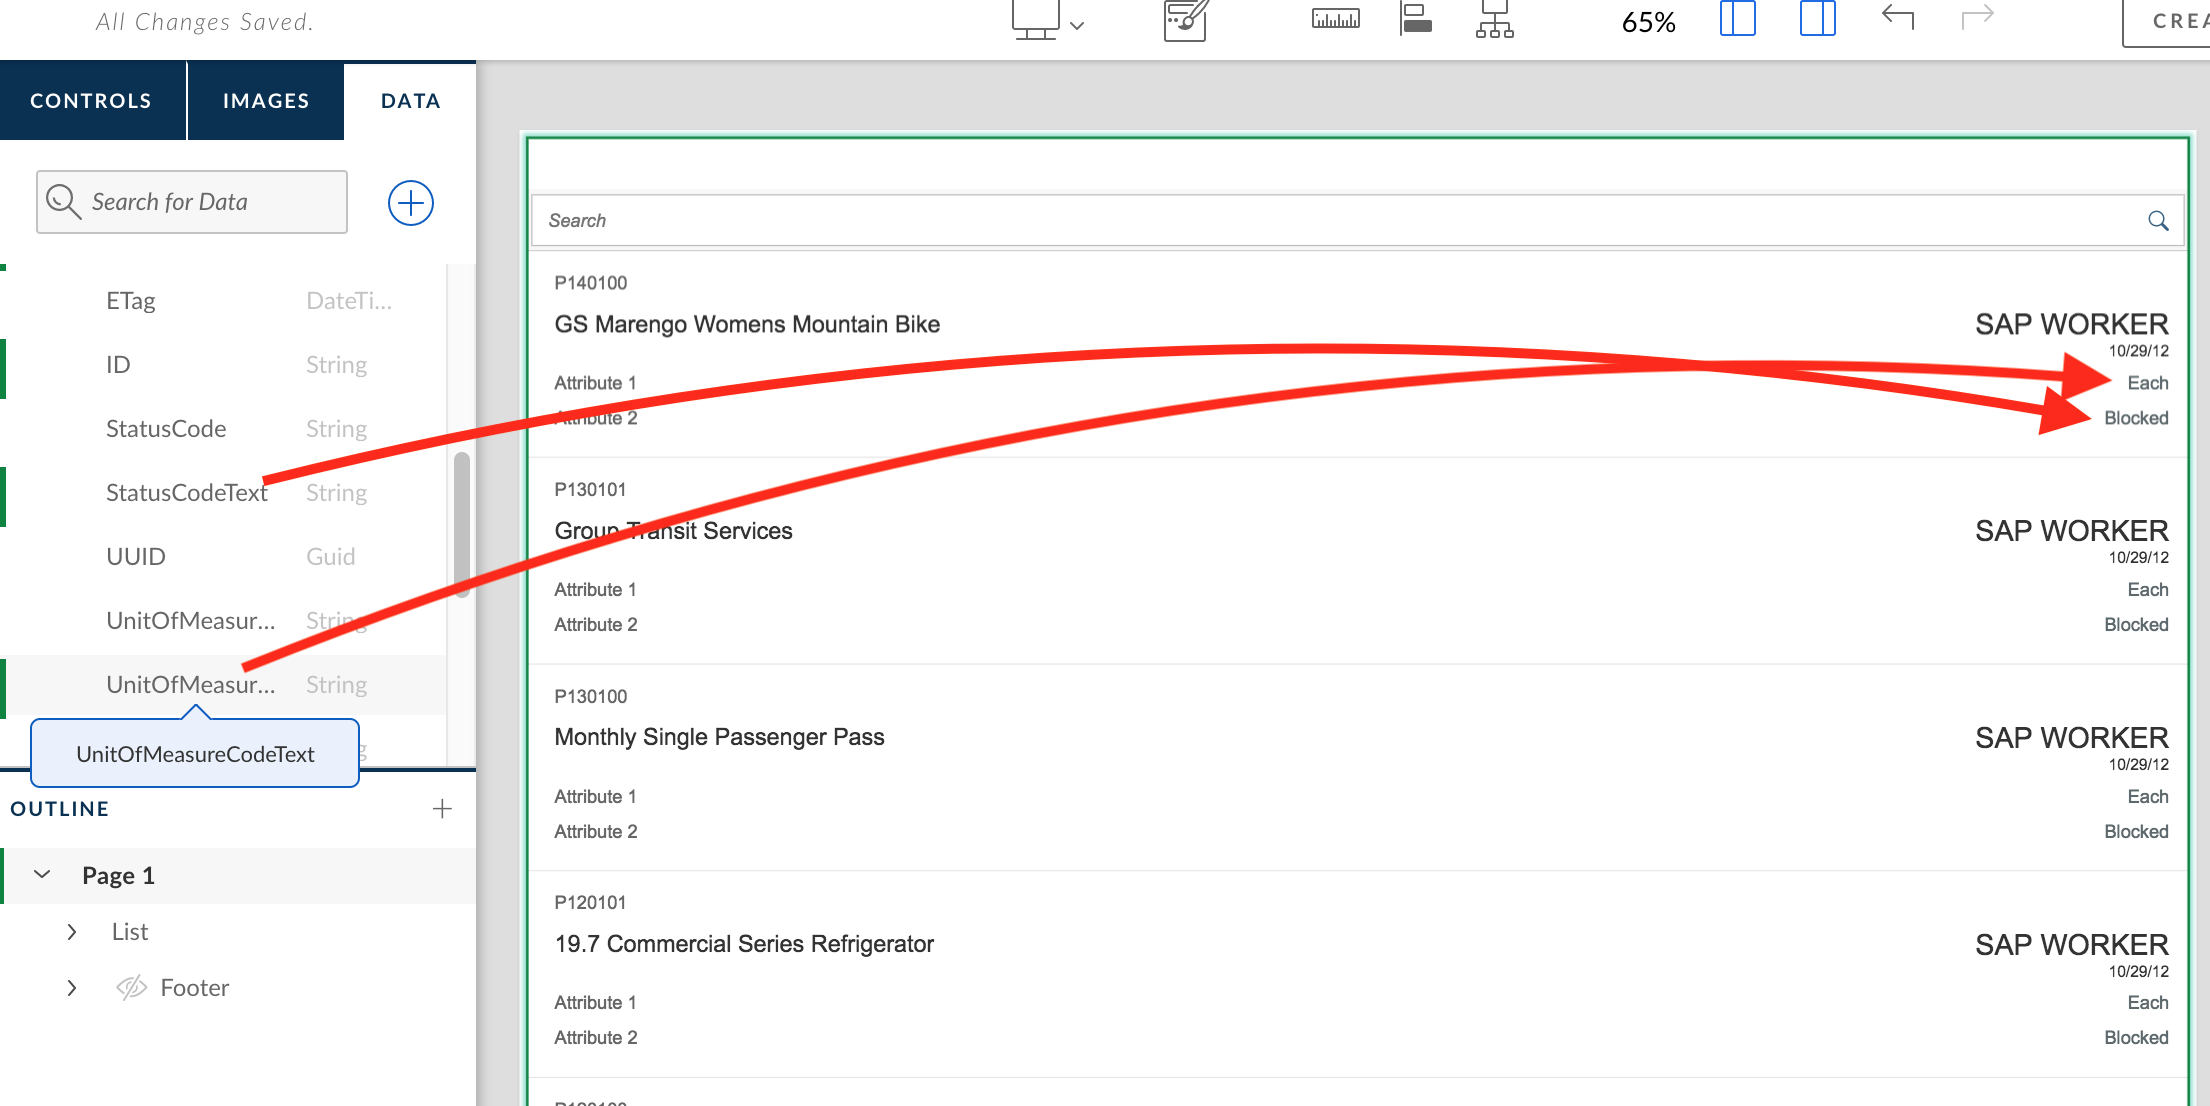 All Changes Saved.
65%
CREA
CONTROLS
IMAGES
DATA
Search for Data
ETag DateTi...
ID String
StatusCode String
StatusCodeText String
UUID Guid
UnitOfMeasur... String
UnitOfMeasur... String
UnitOfMeasureCodeText
OUTLINE
Page 1
List
Footer
Search
P140100
GS Marengo Womens Mountain Bike
SAP WORKER
10/29/12
Attribute 1
Each
Attribute 2
Blocked
P130101
Group Transit Services
SAP WORKER
10/29/12
Attribute 1
Each
Attribute 2
Blocked
P130100
Monthly Single Passenger Pass
SAP WORKER
10/29/12
Attribute 1
Each
Attribute 2
Blocked
P120101
19.7 Commercial Series Refrigerator
SAP WORKER
10/29/12
Attribute 1
Each
Attribute 2
Blocked